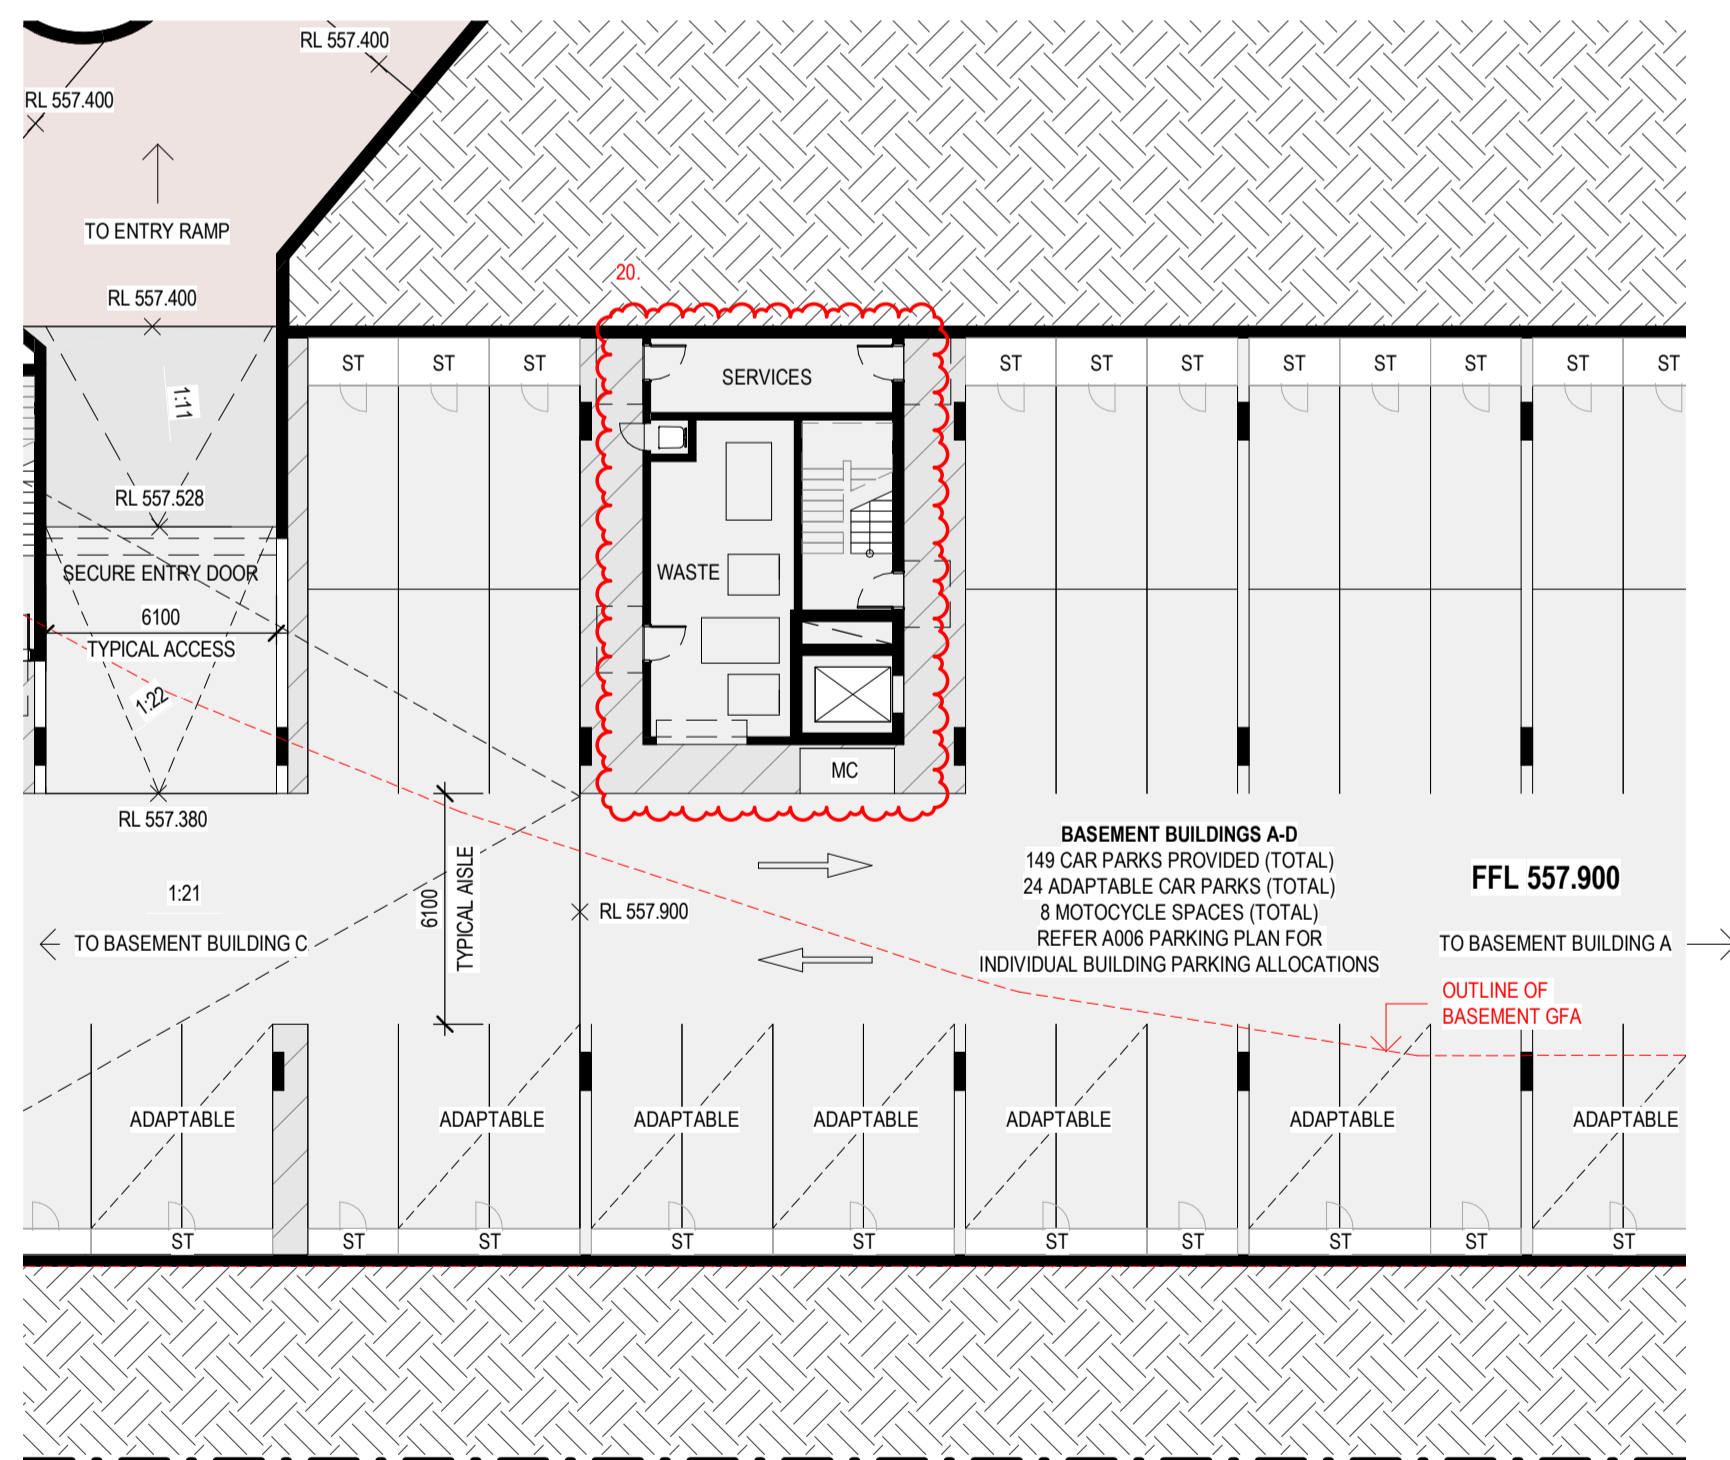 RL 557.400
RL 557.400
TO ENTRY RAMP
RL 557.400
20.
ST
ST
ST
SERVICES
ST
ST
ST
ST
ST
ST
ST
ST
1:11
RL 557.528
SECURE ENTRY DOOR
6100
TYPICAL ACCESS
1:22
WASTE
MC
RL 557.380
1:21
TO BASEMENT BUILDING C
6100
TYPICAL AISLE
RL 557.900
BASEMENT BUILDINGS A-D
149 CAR PARKS PROVIDED (TOTAL)
24 ADAPTABLE CAR PARKS (TOTAL)
8 MOTOCYCLE SPACES (TOTAL)
REFER A006 PARKING PLAN FOR
INDIVIDUAL BUILDING PARKING ALLOCATIONS
FFL 557.900
TO BASEMENT BUILDING A
OUTLINE OF
BASEMENT GFA
ADAPTABLE
ADAPTABLE
ADAPTABLE
ADAPTABLE
ADAPTABLE
ADAPTABLE
ADAPTABLE
ST
ST
ST
ST
ST
ST
ST
ST
ST
ST